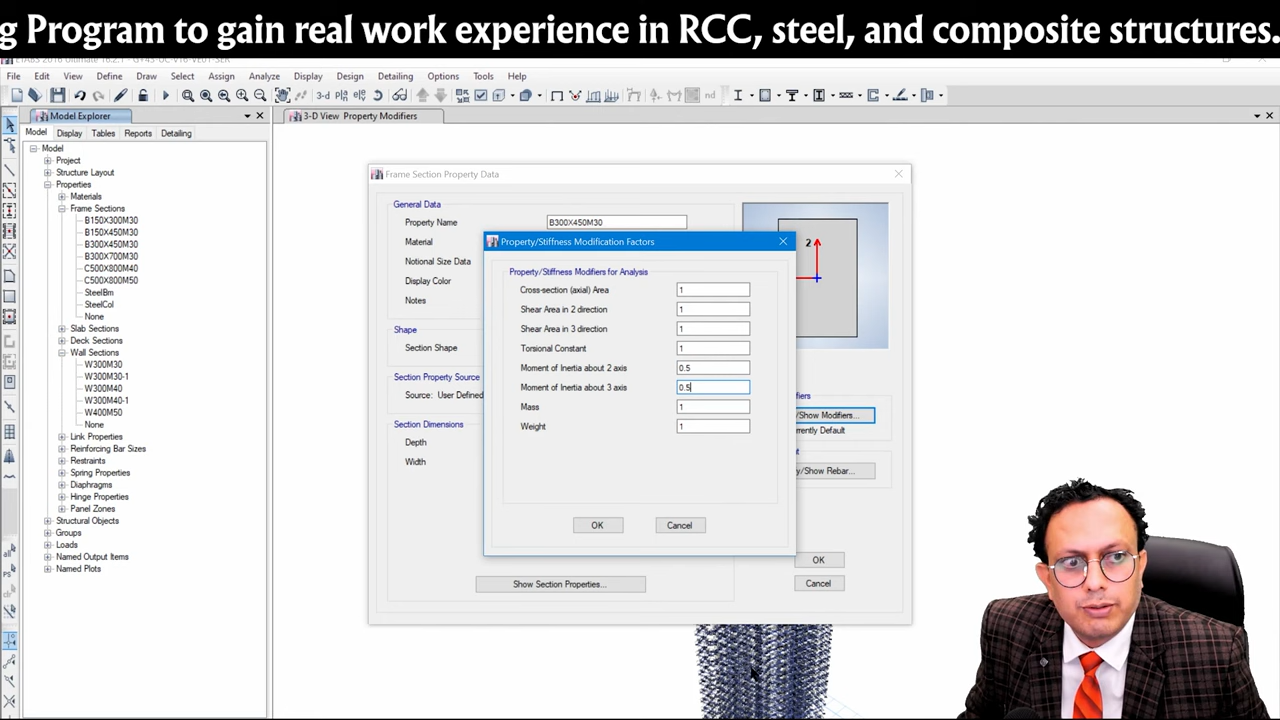 g Program to gain real work experience in RCC, steel, and composite structures.
File Edit View Define Draw Select Assign Analyze Display Design Detailing Options Tools Help
3-d
nd
Model Explorer
3-D View Property Modifiers
Model Display Tables Reports Detailing
Model
Project
Structure Layout
Properties
Materials
Frame Sections
B150X300M30
B150X450M30
B300X450M30
B300X700M30
C500X800M40
C500X800M50
SteelBm
SteelCol
None
Slab Sections
Deck Sections
Wall Sections
W300M30
W300M30-1
W300M40
W300M40-1
W400M50
None
Link Properties
Reinforcing Bar Sizes
Restraints
Spring Properties
Diaphragms
Hinge Properties
Panel Zones
Structural Objects
Groups
Loads
Named Output Items
Named Plots
Frame Section Property Data
General Data
Property Name B300X450M30
Material
Notional Size Data
Display Color
Notes
Shape
Section Shape
Section Property Source
Source: User Defined
Section Dimensions
Depth
Width
Show Section Properties...
2
ifiers
/Show Modifiers...
rrently Default
y/Show Rebar...
OK
Cancel
Property/Stiffness Modification Factors
Property/Stiffness Modifiers for Analysis
Cross-section (axial) Area 1
Shear Area in 2 direction 1
Shear Area in 3 direction 1
Torsional Constant 1
Moment of Inertia about 2 axis 0.5
Moment of Inertia about 3 axis 0.5
Mass 1
Weight 1
OK Cancel